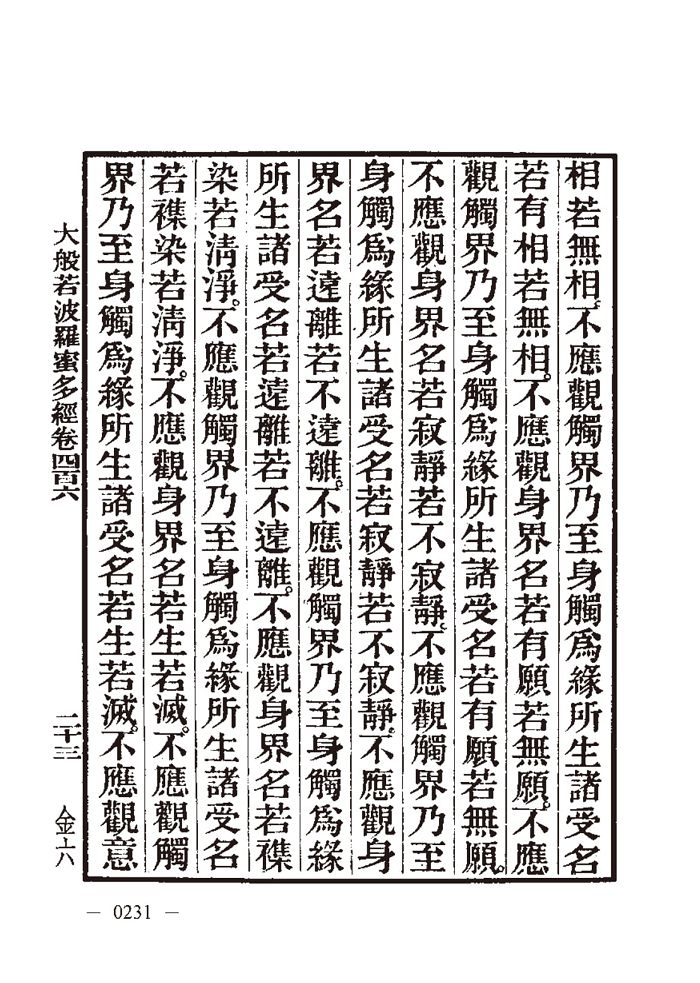 相若無相。不應觀觸界乃至身觸爲緣所生諸受名
若有相若無相。不應觀身界名若有願若無願。不應
觀觸界乃至身觸爲緣所生諸受名若有願若無願。
不應觀身界名若寂靜若不寂靜。不應觀觸界乃至
身觸爲緣所生諸受名若寂靜若不寂靜。不應觀身
界名若遠離若不遠離。不應觀觸界乃至身觸爲緣
所生諸受名若遠離若不遠離。不應觀身界名若襍
染若淸淨。不應觀觸界乃至身觸爲緣所生諸受名
若襍染若淸淨。不應觀身界名若生若滅。不應觀觸
界乃至身觸爲緣所生諸受名若生若滅。不應觀意
大般若波羅蜜多經卷四百六 二十三 金六
— 0231 —